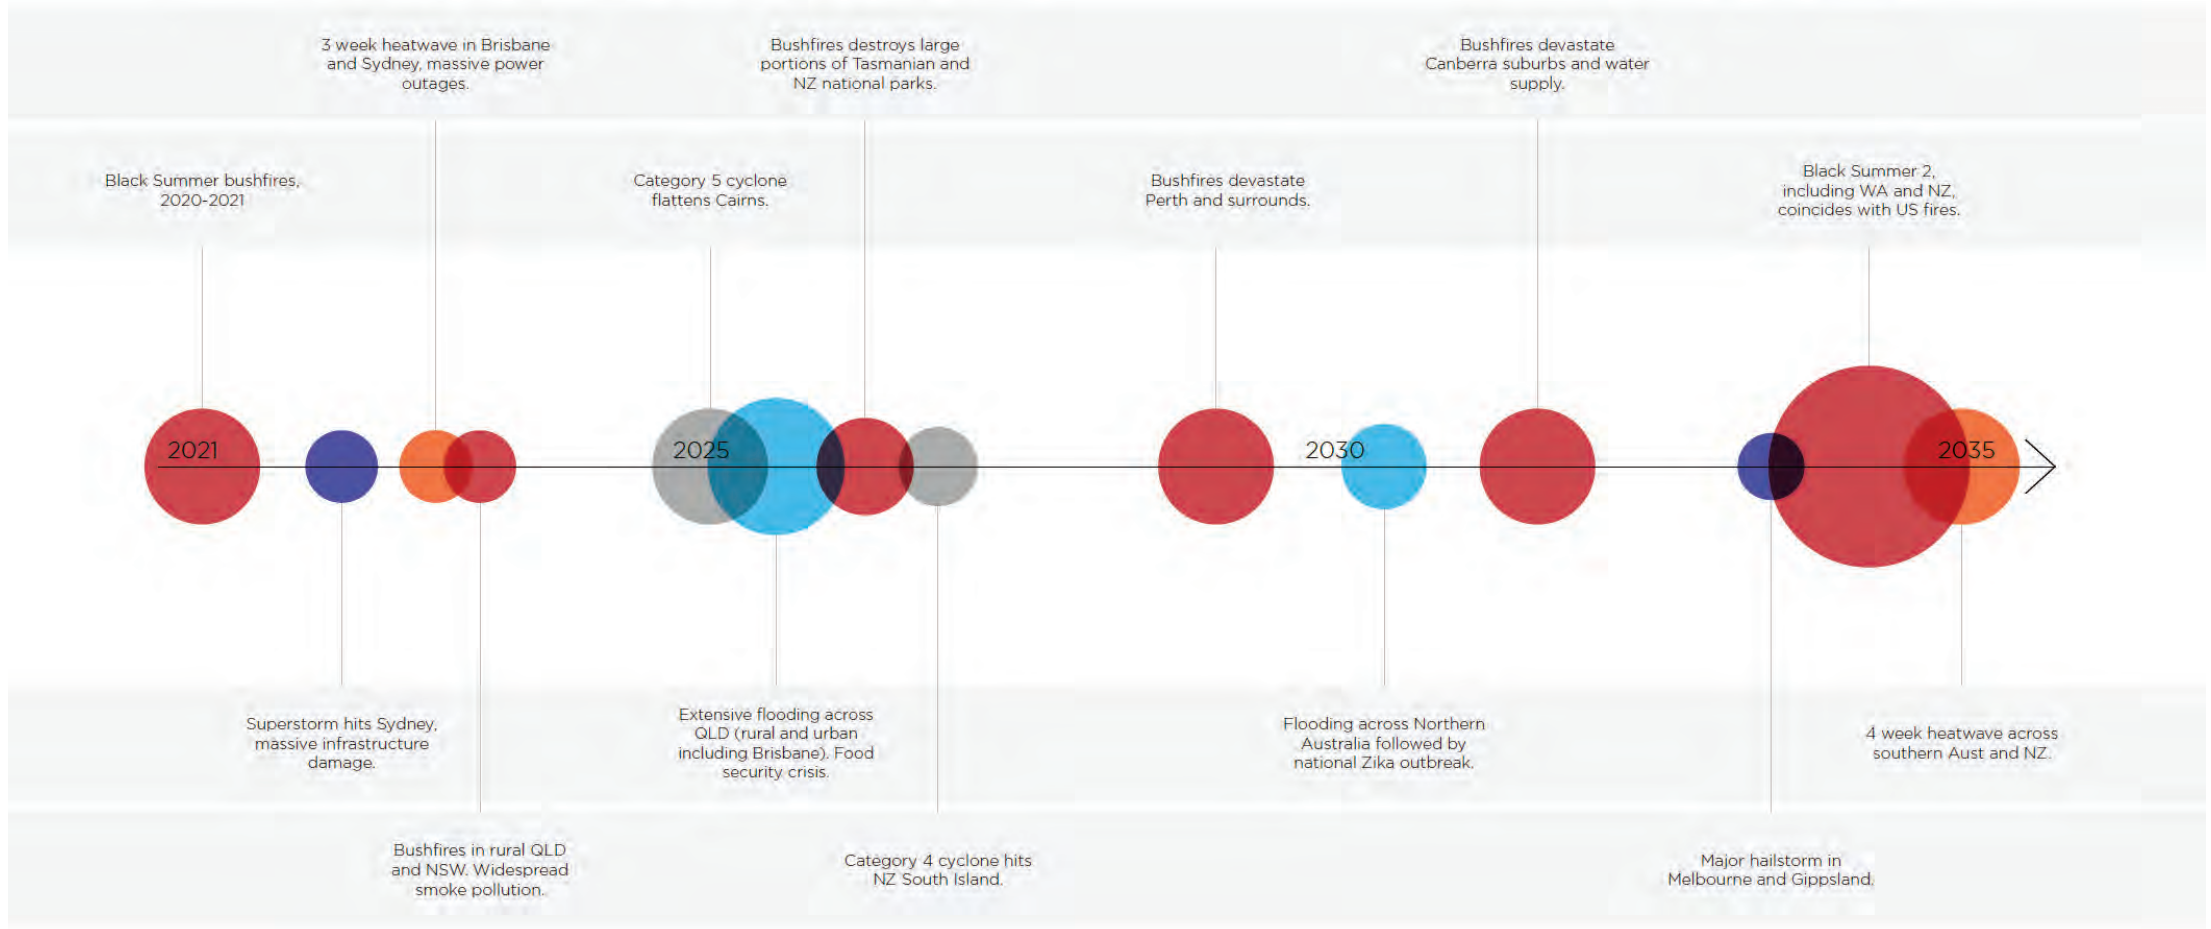 3 week heatwave in Brisbane
and Sydney, massive power
outages.
Bushfires destroys large
portions of Tasmanian and
NZ national parks.
Bushfires devastate
Canberra suburbs and water
supply.
Black Summer bushfires,
2020-2021
Category 5 cyclone
flattens Cairns.
Bushfires devastate
Perth and surrounds.
Black Summer 2,
including WA and NZ,
coincides with US fires.
2021
2025
2030
2035
Superstorm hits Sydney,
massive infrastructure
damage.
Extensive flooding across
QLD (rural and urban
including Brisbane). Food
security crisis.
Flooding across Northern
Australia followed by
national Zika outbreak.
4 week heatwave across
southern Aust and NZ.
Bushfires in rural QLD
and NSW. Widespread
smoke pollution.
Category 4 cyclone hits
NZ South Island.
Major hailstorm in
Melbourne and Gippsland.